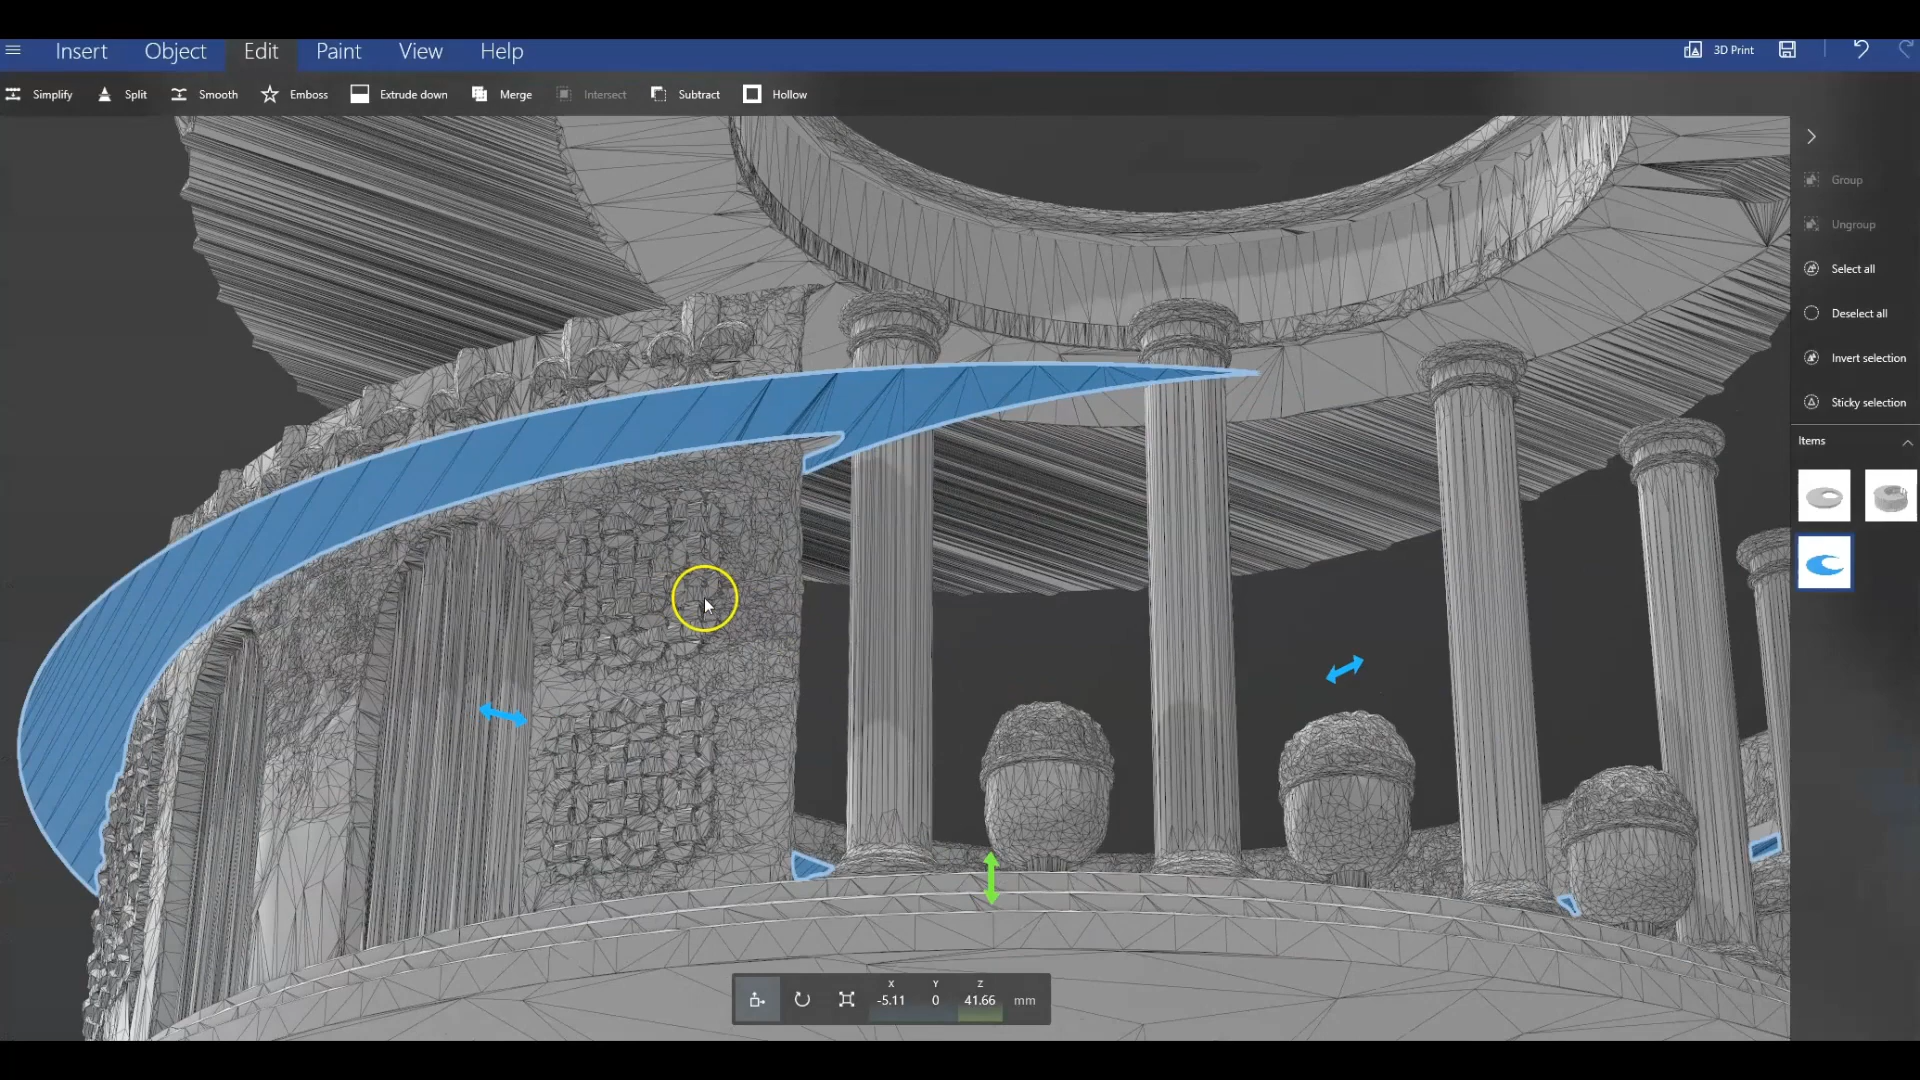 Insert Object Edit Paint View Help 3D Print
Simplify Split Smooth Emboss Extrude down Merge Intersect Subtract Hollow
Group
Ungroup
Select all
Deselect all
Invert selection
Sticky selection
Items
X Y Z
-5.11 0 41.66 mm